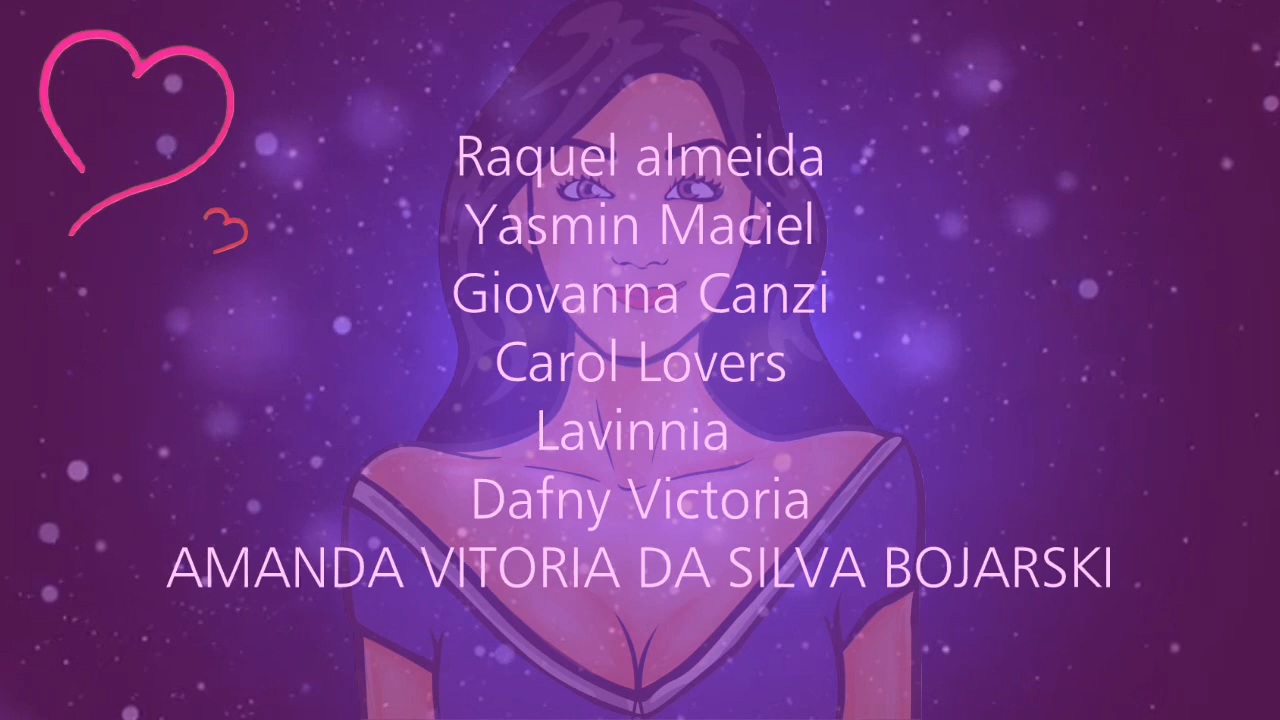 Raquel almeida
Yasmin Maciel
Giovanna Canzi
Carol Lovers
Lavinnia
Dafny Victoria
AMANDA VITORIA DA SILVA BOJARSKI